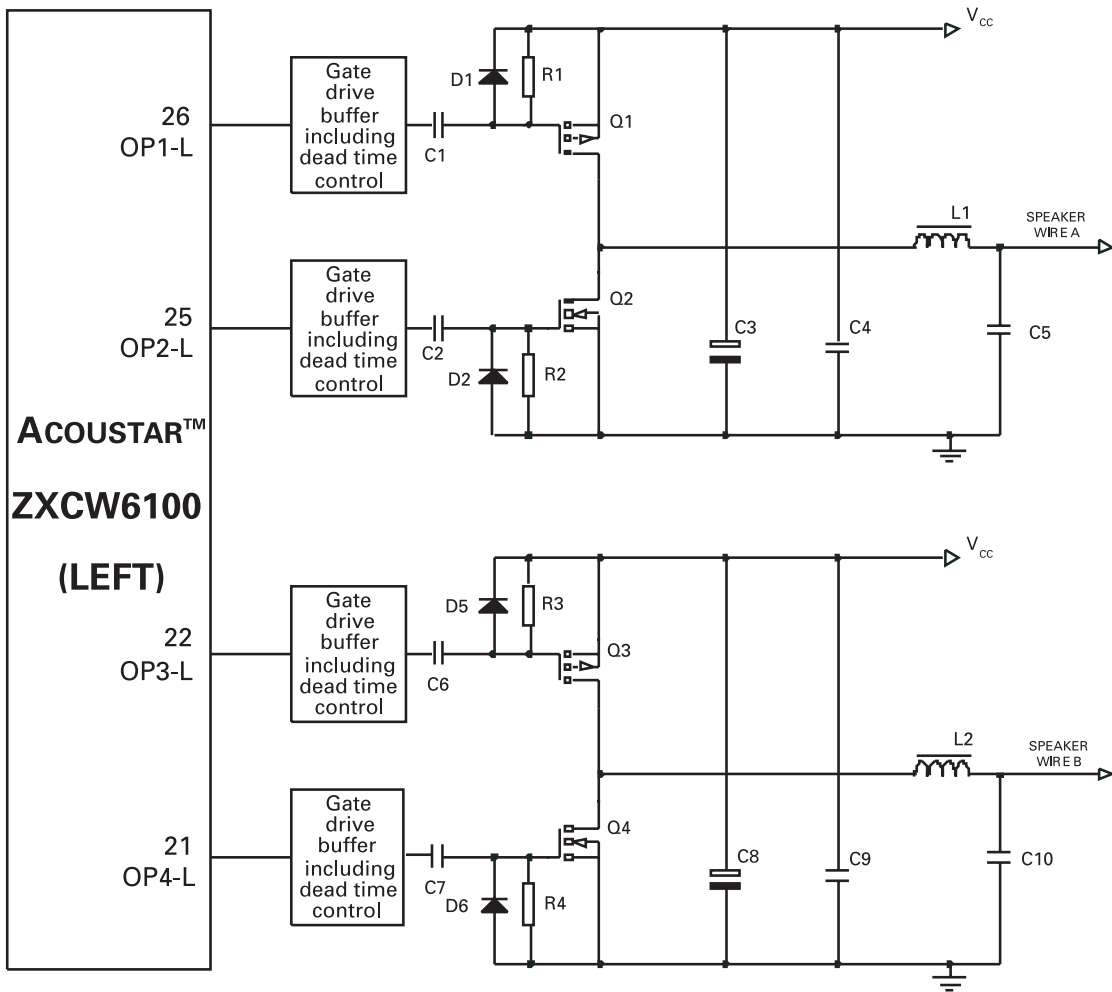 V_cc
Gate
drive
buffer
including
dead time
control
D1
R1
26
OP1-L
C1
Q1
L1
SPEAKER
WIRE A
Gate
drive
buffer
including
dead time
control
25
OP2-L
C2
Q2
D2
R2
C3
C4
C5
ACOUSTAR™
ZXCW6100
(LEFT)
V_cc
Gate
drive
buffer
including
dead time
control
D5
R3
22
OP3-L
C6
Q3
L2
SPEAKER
WIRE B
Gate
drive
buffer
including
dead time
control
21
OP4-L
C7
Q4
D6
R4
C8
C9
C10